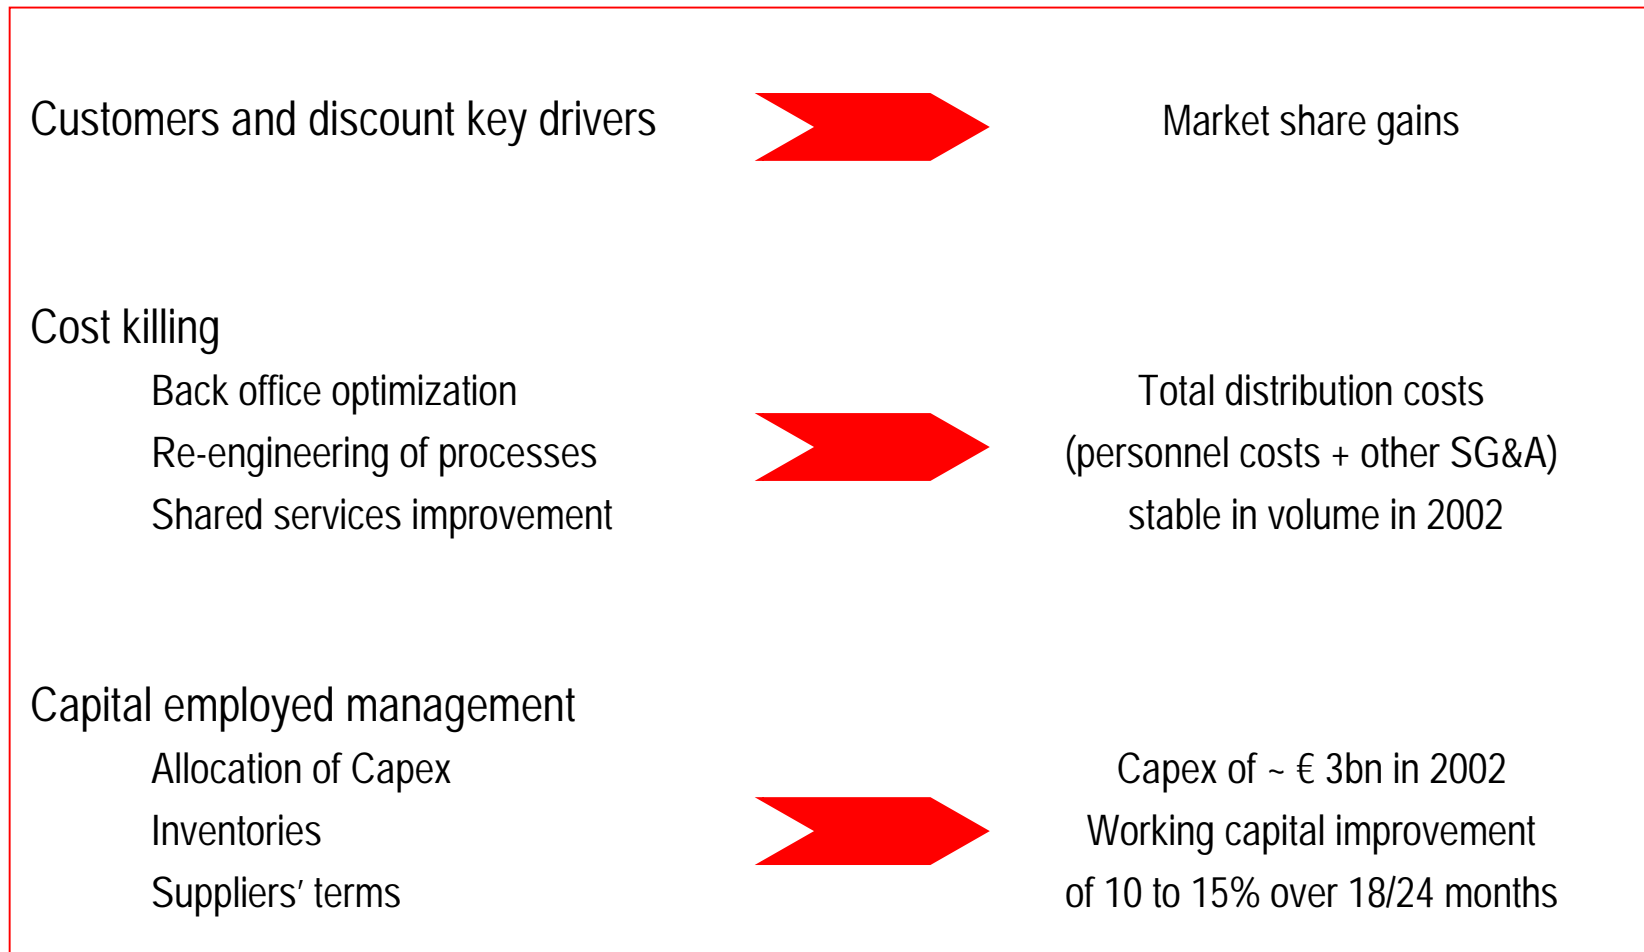 Customers and discount key drivers
Market share gains
Cost killing
Back office optimization
Re-engineering of processes
Shared services improvement
Total distribution costs
(personnel costs + other SG&A)
stable in volume in 2002
Capital employed management
Allocation of Capex
Inventories
Suppliers’ terms
Capex of ~ € 3bn in 2002
Working capital improvement
of 10 to 15% over 18/24 months